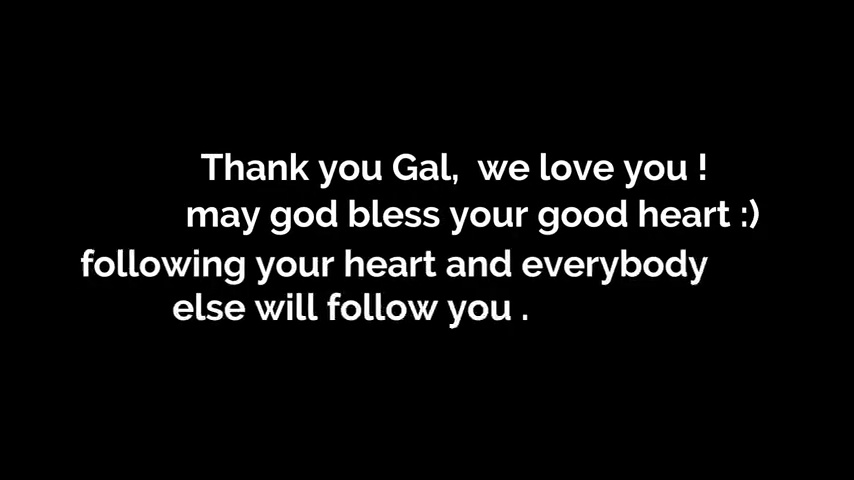 Thank you Gal,  we love you !
may god bless your good heart :)
following your heart and everybody
else will follow you .